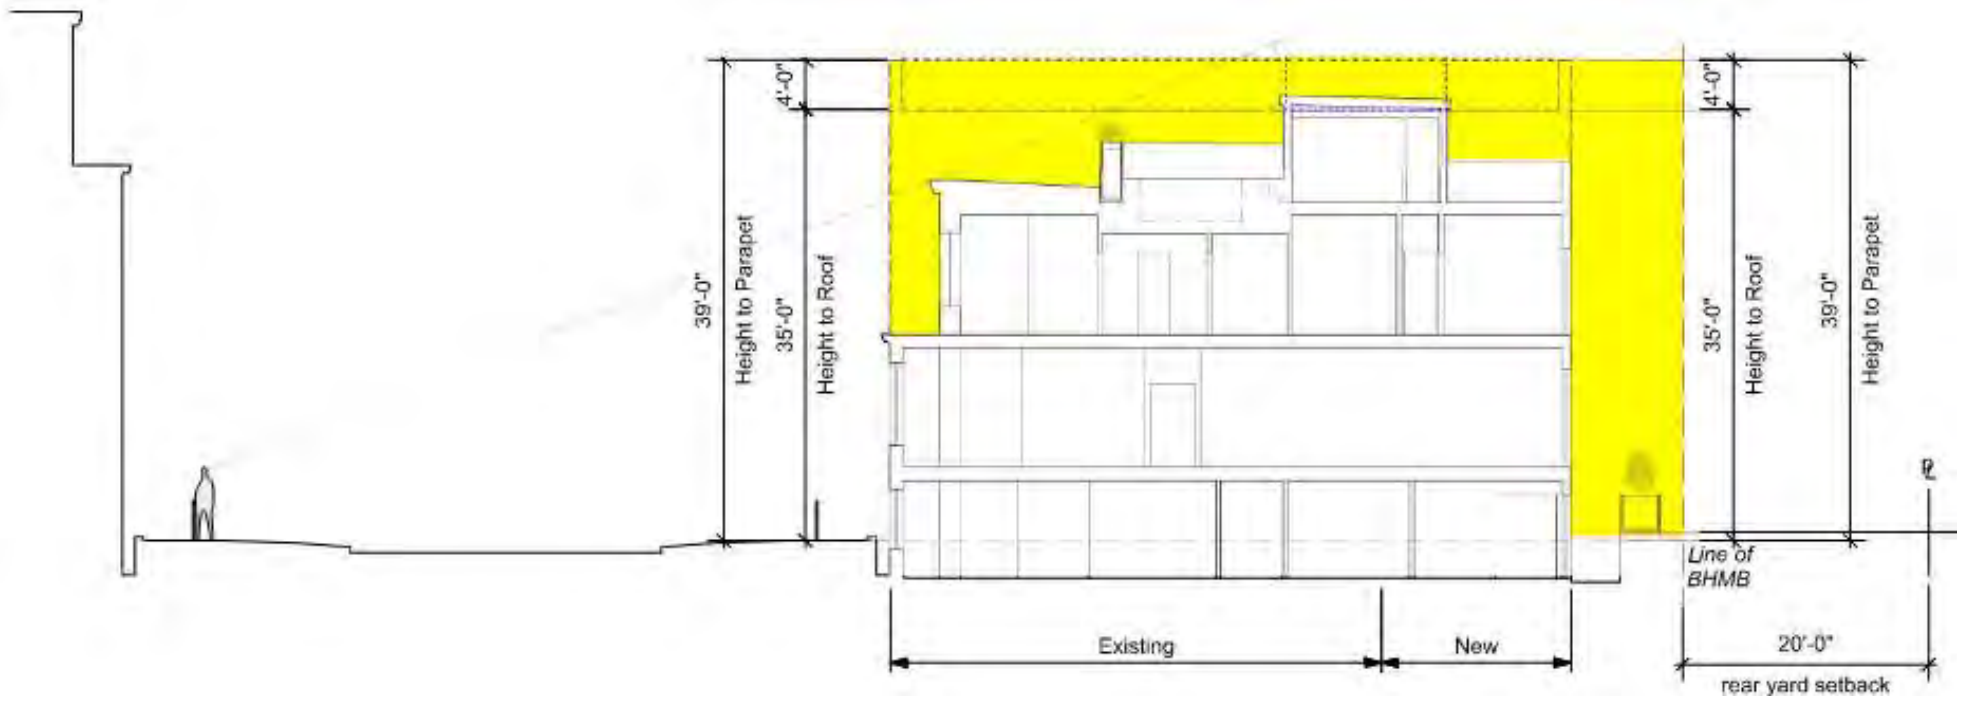 39'-0"
Height to Parapet
4'-0"
35'-0"
Height to Roof
4'-0"
35'-0"
Height to Roof
39'-0"
Height to Parapet
Line of
BHMB
Existing
New
20'-0"
rear yard setback